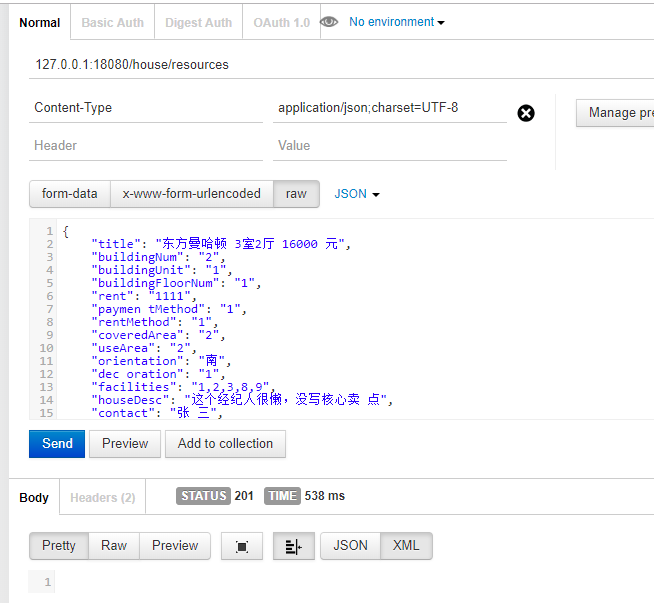 Normal Basic Auth Digest Auth OAuth 1.0 No environment
127.0.0.1:18080/house/resources
Content-Type application/json;charset=UTF-8 Manage pre
Header Value
form-data x-www-form-urlencoded raw JSON
1 {
2 "title": "东方曼哈顿 3室2厅 16000 元",
3 "buildingNum": "2",
4 "buildingUnit": "1",
5 "buildingFloorNum": "1",
6 "rent": "1111",
7 "paymen tMethod": "1",
8 "rentMethod": "1",
9 "coveredArea": "2",
10 "useArea": "2",
11 "orientation": "南",
12 "dec oration": "1",
13 "facilities": "1,2,3,8,9",
14 "houseDesc": "这个经纪人很懒，没写核心卖 点",
15 "contact": "张 三",
Send Preview Add to collection
Body Headers (2) STATUS 201 TIME 538 ms
Pretty Raw Preview JSON XML
1